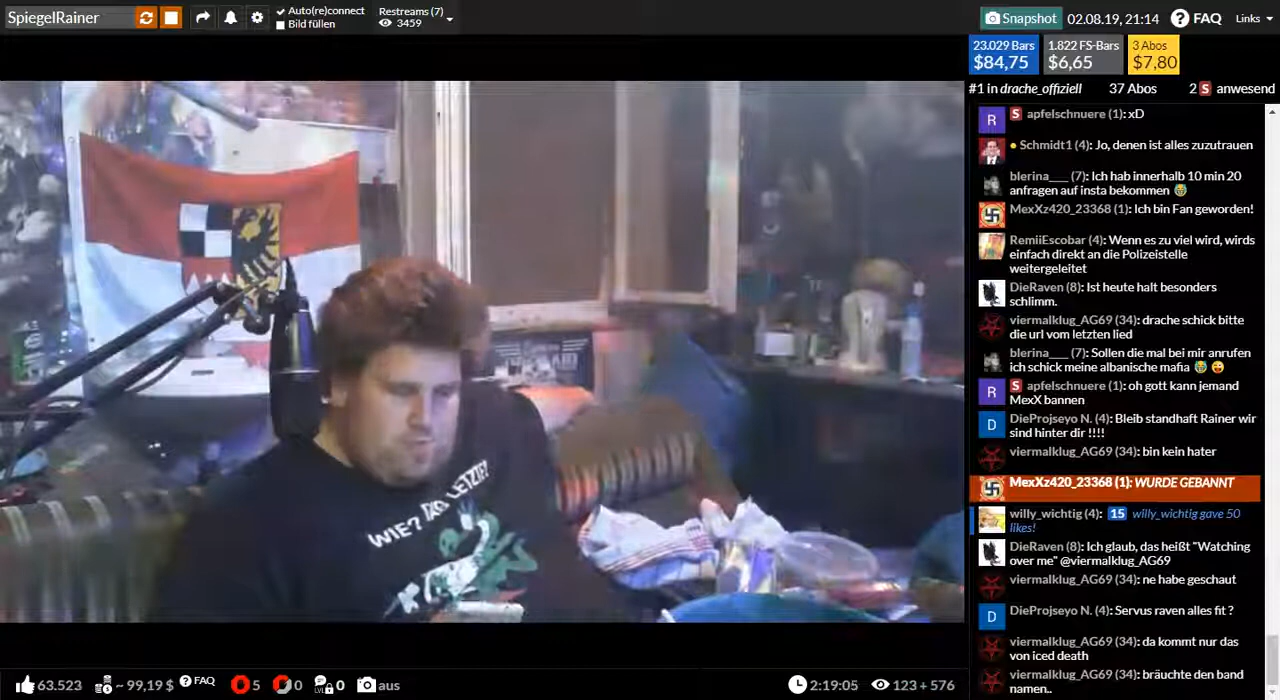 SpiegelRainer
Auto(re)connect
Bild füllen
Restreams (7)
3459
Snapshot
02.08.19, 21:14
FAQ
Links
23.029 Bars
$84,75
1.822 FS-Bars
$6,65
3 Abos
$7,80
#1 in drache_offiziell
37 Abos
2 S anwesend
R
S apfelschnuere (1): xD
Schmidt1 (4): Jo, denen ist alles zuzutrauen
blerina___ (7): Ich hab innerhalb 10 min 20
anfragen auf insta bekommen 😭
MexXz420_23368 (1): Ich bin Fan geworden!
RemiiEscobar (4): Wenn es zu viel wird, wirds
einfach direkt an die Polizeistelle
weitergeleitet
DieRaven (8): Ist heute halt besonders
schlimm.
viermalklug_AG69 (34): drache schick bitte
die url vom letzten lied
blerina___ (7): Sollen die mal bei mir anrufen
ich schick meine albanische mafia 😭 😜
R
S apfelschnuere (1): oh gott kann jemand
MexX bannen
D
DieProjseyo N. (4): Bleib standhaft Rainer wir
sind hinter dir !!!!
viermalklug_AG69 (34): bin kein hater
MexXz420_23368 (1): WURDE GEBANNT
willy_wichtig (4): 15 willy_wichtig gave 50
likes!
DieRaven (8): Ich glaub, das heißt "Watching
over me" @viermalklug_AG69
viermalklug_AG69 (34): ne habe geschaut
D
DieProjseyo N. (4): Servus raven alles fit ?
viermalklug_AG69 (34): da kommt nur das
von iced death
viermalklug_AG69 (34): bräuchte den band
namen..
WIE? DAS LETZTE?
63.523
~ 99,19 $
FAQ
5
0
LVL
0
aus
2:19:05
123 + 576